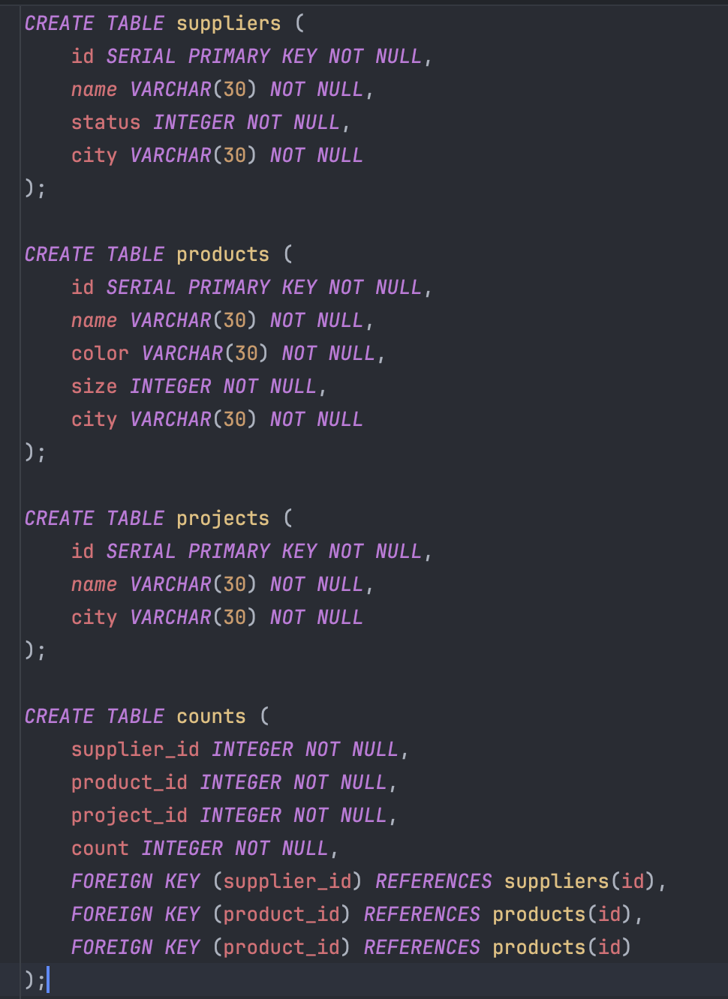 CREATE TABLE suppliers (
    id SERIAL PRIMARY KEY NOT NULL,
    name VARCHAR(30) NOT NULL,
    status INTEGER NOT NULL,
    city VARCHAR(30) NOT NULL
);

CREATE TABLE products (
    id SERIAL PRIMARY KEY NOT NULL,
    name VARCHAR(30) NOT NULL,
    color VARCHAR(30) NOT NULL,
    size INTEGER NOT NULL,
    city VARCHAR(30) NOT NULL
);

CREATE TABLE projects (
    id SERIAL PRIMARY KEY NOT NULL,
    name VARCHAR(30) NOT NULL,
    city VARCHAR(30) NOT NULL
);

CREATE TABLE counts (
    supplier_id INTEGER NOT NULL,
    product_id INTEGER NOT NULL,
    project_id INTEGER NOT NULL,
    count INTEGER NOT NULL,
    FOREIGN KEY (supplier_id) REFERENCES suppliers(id),
    FOREIGN KEY (product_id) REFERENCES products(id),
    FOREIGN KEY (product_id) REFERENCES products(id)
);